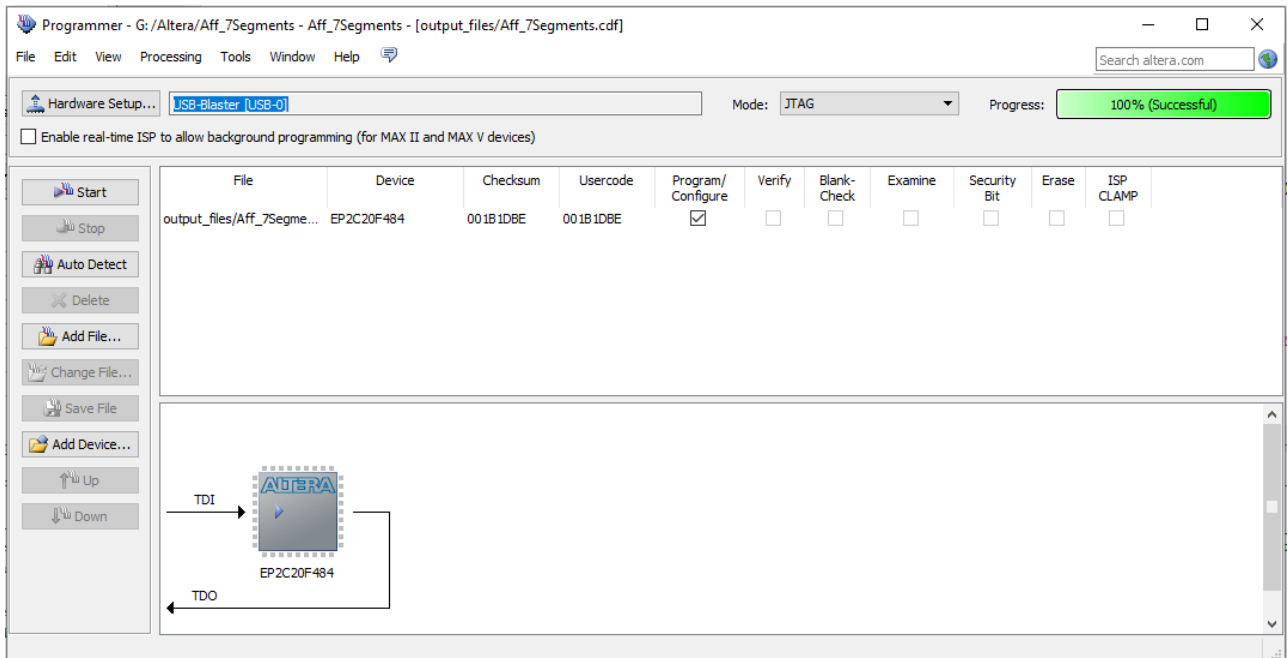 Programmer - G:/Altera/Aff_7Segments - Aff_7Segments - [output_files/Aff_7Segments.cdf]
File Edit View Processing Tools Window Help
Search altera.com
Hardware Setup... USB-Blaster [USB-0] Mode: JTAG Progress: 100% (Successful)
Enable real-time ISP to allow background programming (for MAX II and MAX V devices)
Start
Stop
Auto Detect
Delete
Add File...
Change File...
Save File
Add Device...
Up
Down
File Device Checksum Usercode Program/ Verify Blank- Examine Security Erase ISP
Configure Check Bit CLAMP
output_files/Aff_7Segme... EP2C20F484 001B1DBE 001B1DBE
ALTERA
TDI
EP2C20F484
TDO